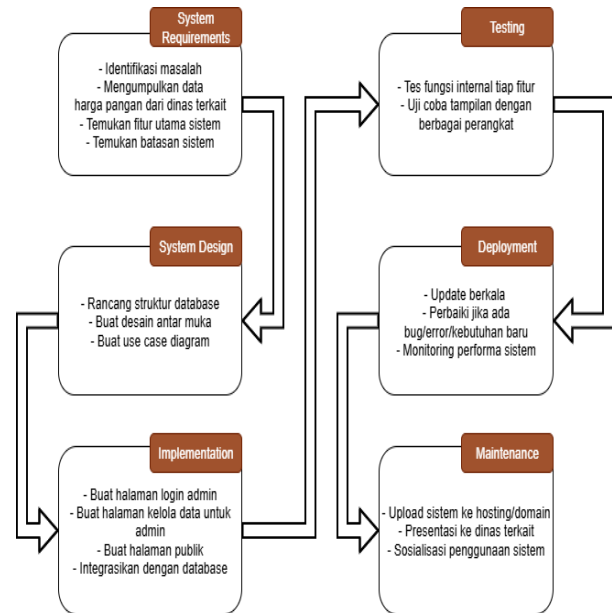 System
Requirements
- Identifikasi masalah
- Mengumpulkan data
harga pangan dari dinas terkait
- Temukan fitur utama sistem
- Temukan batasan sistem
System Design
- Rancang struktur database
- Buat desain antar muka
- Buat use case diagram
Implementation
- Buat halaman login admin
- Buat halaman kelola data untuk
admin
- Buat halaman publik
- Integrasikan dengan database
Testing
- Tes fungsi internal tiap fitur
- Uji coba tampilan dengan
berbagai perangkat
Deployment
- Update berkala
- Perbaiki jika ada
bug/error/kebutuhan baru
- Monitoring performa sistem
Maintenance
- Upload sistem ke hosting/domain
- Presentasi ke dinas terkait
- Sosialisasi penggunaan sistem